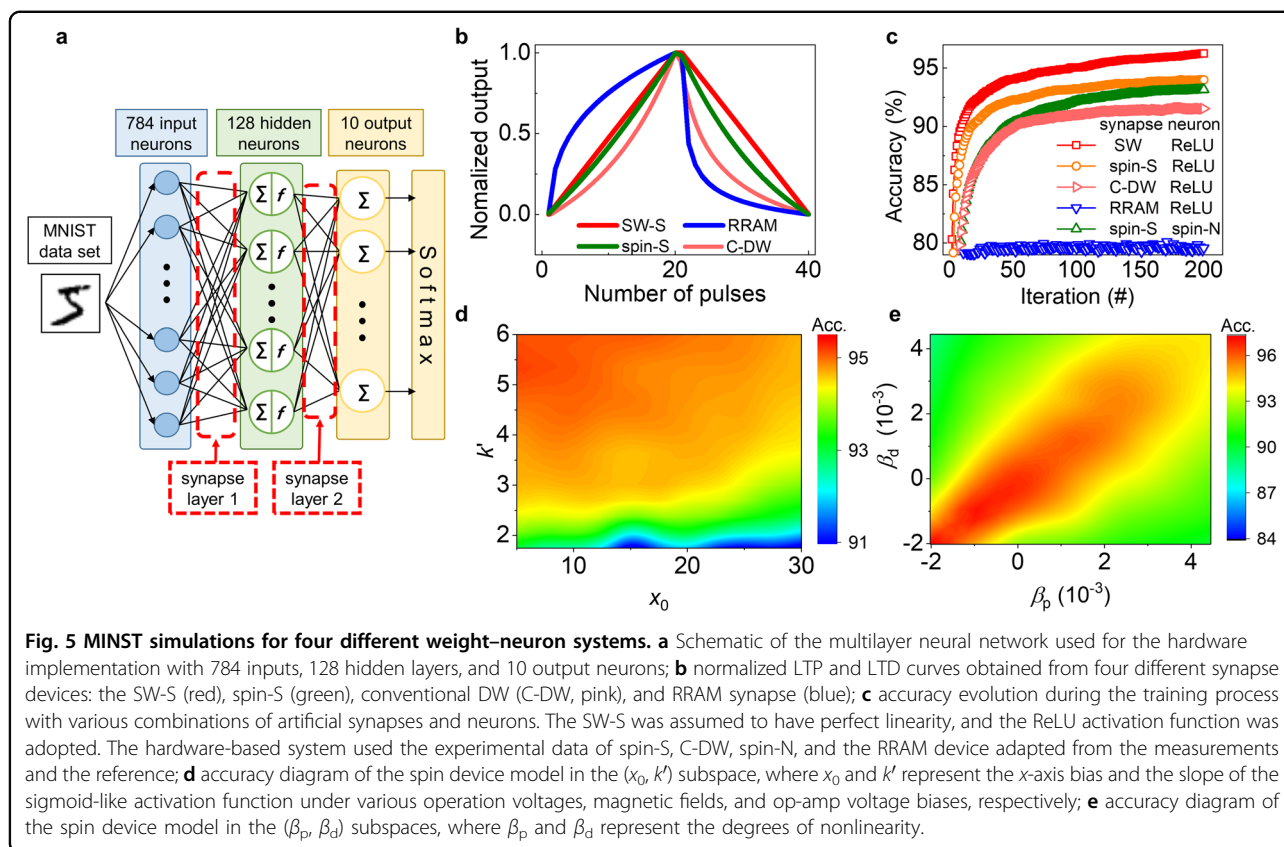 a
784 input neurons
128 hidden neurons
10 output neurons
MNIST data set
Σ f
Σ f
Σ f
Σ f
Σ
Σ
Σ
Softmax
synapse layer 1
synapse layer 2
b
Normalized output
1.0
0.5
0.0
SW-S
RRAM
spin-S
C-DW
0
20
40
Number of pulses
c
Accuracy (%)
95
90
85
80
synapse neuron
SW ReLU
spin-S ReLU
C-DW ReLU
RRAM ReLU
spin-S spin-N
0
50
100
150
200
Iteration (#)
d
k′
6
5
4
3
2
10
20
30
x₀
Acc.
95
93
91
e
βd (10⁻³)
4
2
0
-2
-2
0
2
4
βp (10⁻³)
Acc.
96
93
90
87
84
Fig. 5 MINST simulations for four different weight–neuron systems. a Schematic of the multilayer neural network used for the hardware
implementation with 784 inputs, 128 hidden layers, and 10 output neurons; b normalized LTP and LTD curves obtained from four different synapse
devices: the SW-S (red), spin-S (green), conventional DW (C-DW, pink), and RRAM synapse (blue); c accuracy evolution during the training process
with various combinations of artificial synapses and neurons. The SW-S was assumed to have perfect linearity, and the ReLU activation function was
adopted. The hardware-based system used the experimental data of spin-S, C-DW, spin-N, and the RRAM device adapted from the measurements
and the reference; d accuracy diagram of the spin device model in the (x₀, k′) subspace, where x₀ and k′ represent the x-axis bias and the slope of the
sigmoid-like activation function under various operation voltages, magnetic fields, and op-amp voltage biases, respectively; e accuracy diagram of
the spin device model in the (βp, βd) subspaces, where βp and βd represent the degrees of nonlinearity.